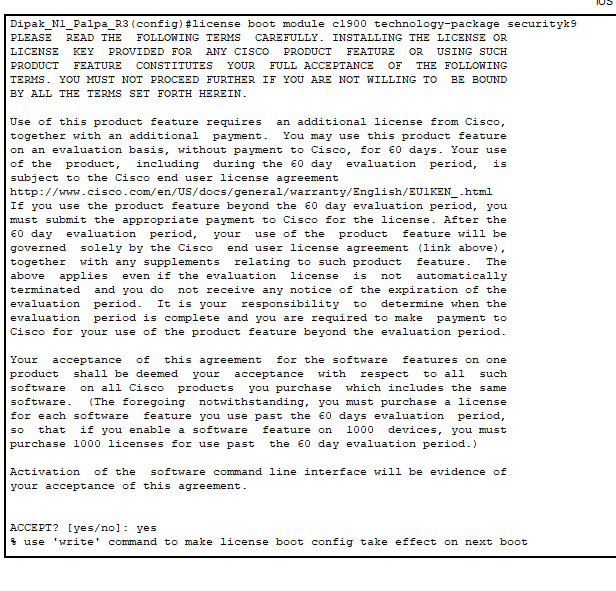 IOS
Dipak_N1_Palpa_R3(config)#license boot module c1900 technology-package securityk9
PLEASE READ THE FOLLOWING TERMS CAREFULLY. INSTALLING THE LICENSE OR
LICENSE KEY PROVIDED FOR ANY CISCO PRODUCT FEATURE OR USING SUCH
PRODUCT FEATURE CONSTITUTES YOUR FULL ACCEPTANCE OF THE FOLLOWING
TERMS. YOU MUST NOT PROCEED FURTHER IF YOU ARE NOT WILLING TO BE BOUND
BY ALL THE TERMS SET FORTH HEREIN.
Use of this product feature requires an additional license from Cisco,
together with an additional payment. You may use this product feature
on an evaluation basis, without payment to Cisco, for 60 days. Your use
of the product, including during the 60 day evaluation period, is
subject to the Cisco end user license agreement
http://www.cisco.com/en/US/docs/general/warranty/English/EU1KEN_.html
If you use the product feature beyond the 60 day evaluation period, you
must submit the appropriate payment to Cisco for the license. After the
60 day evaluation period, your use of the product feature will be
governed solely by the Cisco end user license agreement (link above),
together with any supplements relating to such product feature. The
above applies even if the evaluation license is not automatically
terminated and you do not receive any notice of the expiration of the
evaluation period. It is your responsibility to determine when the
evaluation period is complete and you are required to make payment to
Cisco for your use of the product feature beyond the evaluation period.
Your acceptance of this agreement for the software features on one
product shall be deemed your acceptance with respect to all such
software on all Cisco products you purchase which includes the same
software. (The foregoing notwithstanding, you must purchase a license
for each software feature you use past the 60 days evaluation period,
so that if you enable a software feature on 1000 devices, you must
purchase 1000 licenses for use past the 60 day evaluation period.)
Activation of the software command line interface will be evidence of
your acceptance of this agreement.
ACCEPT? [yes/no]: yes
% use 'write' command to make license boot config take effect on next boot